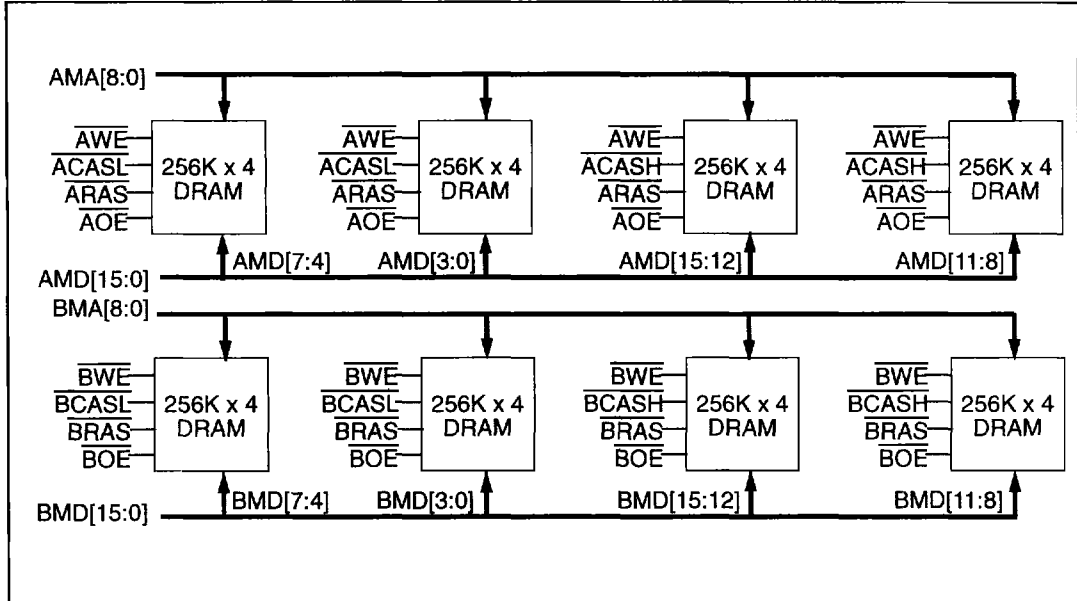 AMA[8:0]
AWE
ACASL
ARAS
AOE
256K x 4
DRAM
AWE
ACASL
ARAS
AOE
256K x 4
DRAM
AWE
ACASH
ARAS
AOE
256K x 4
DRAM
AWE
ACASH
ARAS
AOE
256K x 4
DRAM
AMD[7:4]
AMD[3:0]
AMD[15:12]
AMD[11:8]
AMD[15:0]
BMA[8:0]
BWE
BCASL
BRAS
BOE
256K x 4
DRAM
BWE
BCASL
BRAS
BOE
256K x 4
DRAM
BWE
BCASH
BRAS
BOE
256K x 4
DRAM
BWE
BCASH
BRAS
BOE
256K x 4
DRAM
BMD[7:4]
BMD[3:0]
BMD[15:12]
BMD[11:8]
BMD[15:0]